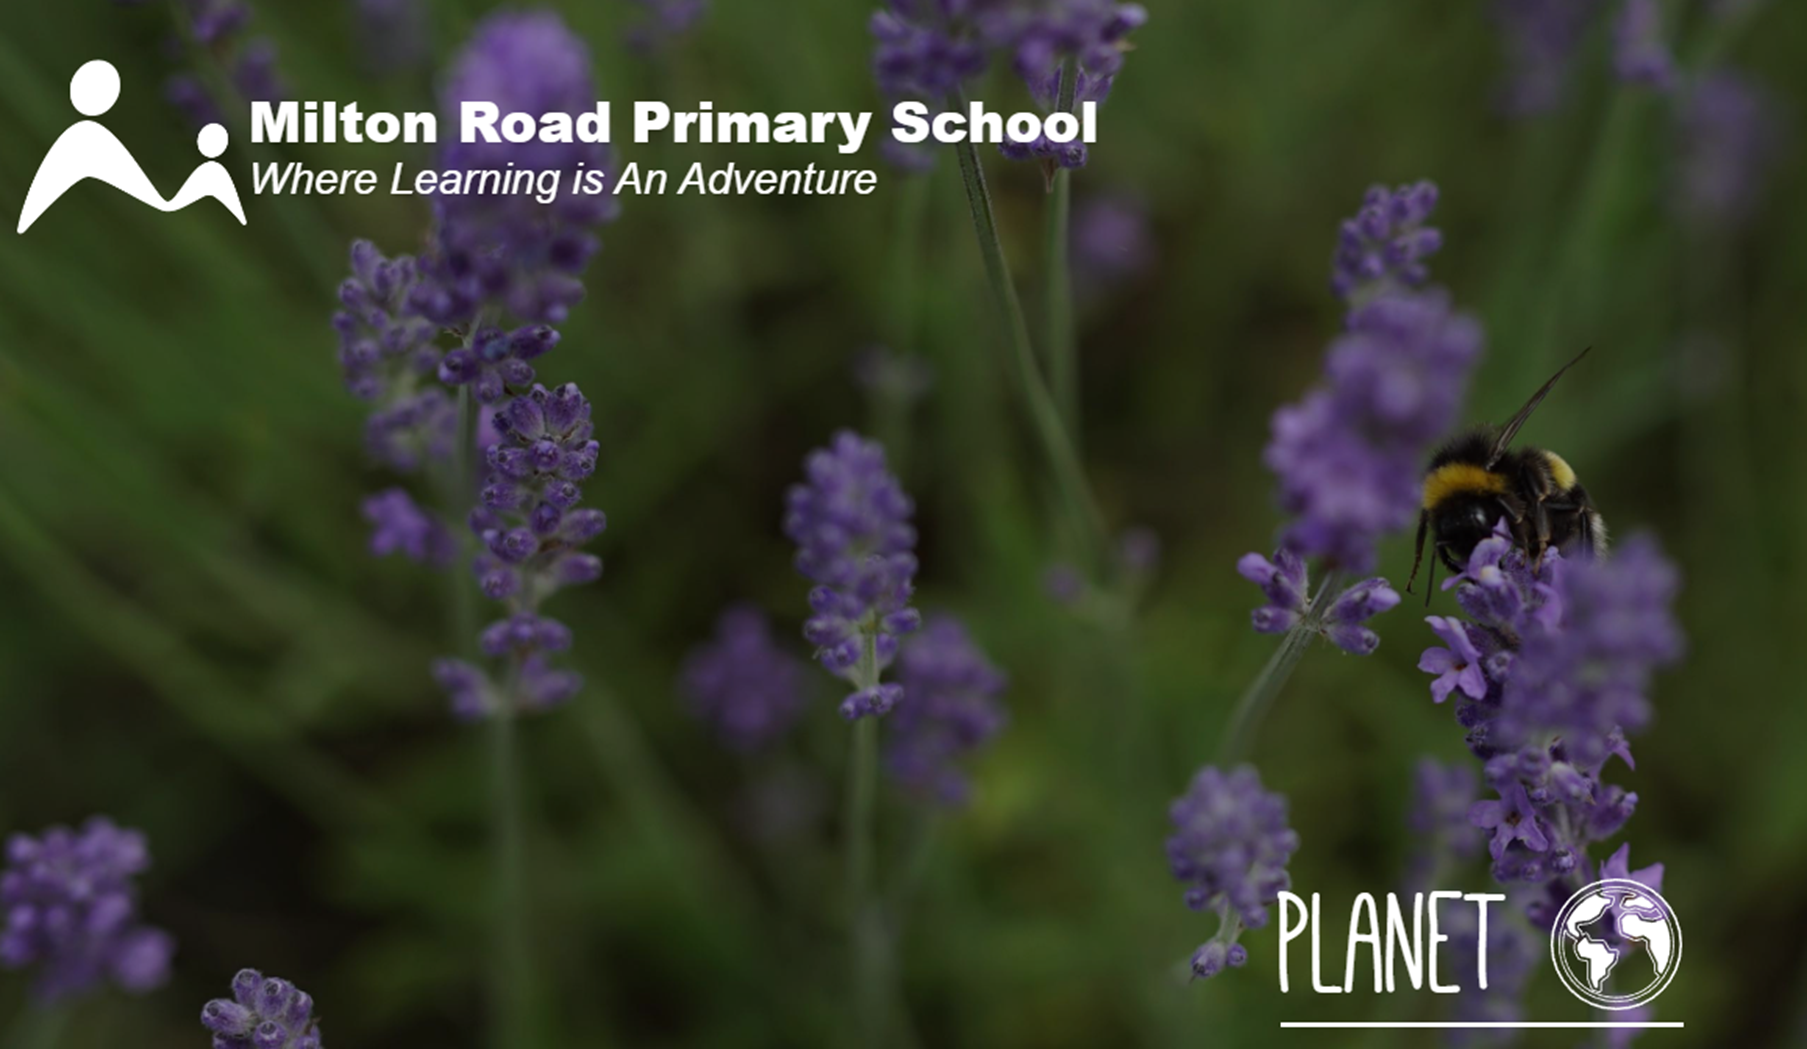 Milton Road Primary School
Where Learning is An Adventure
PLANET